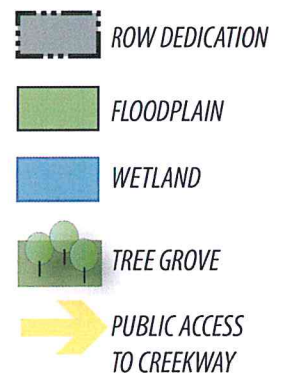 ROW DEDICATION
FLOODPLAIN
WETLAND
TREE GROVE
PUBLIC ACCESS
TO CREEKWAY